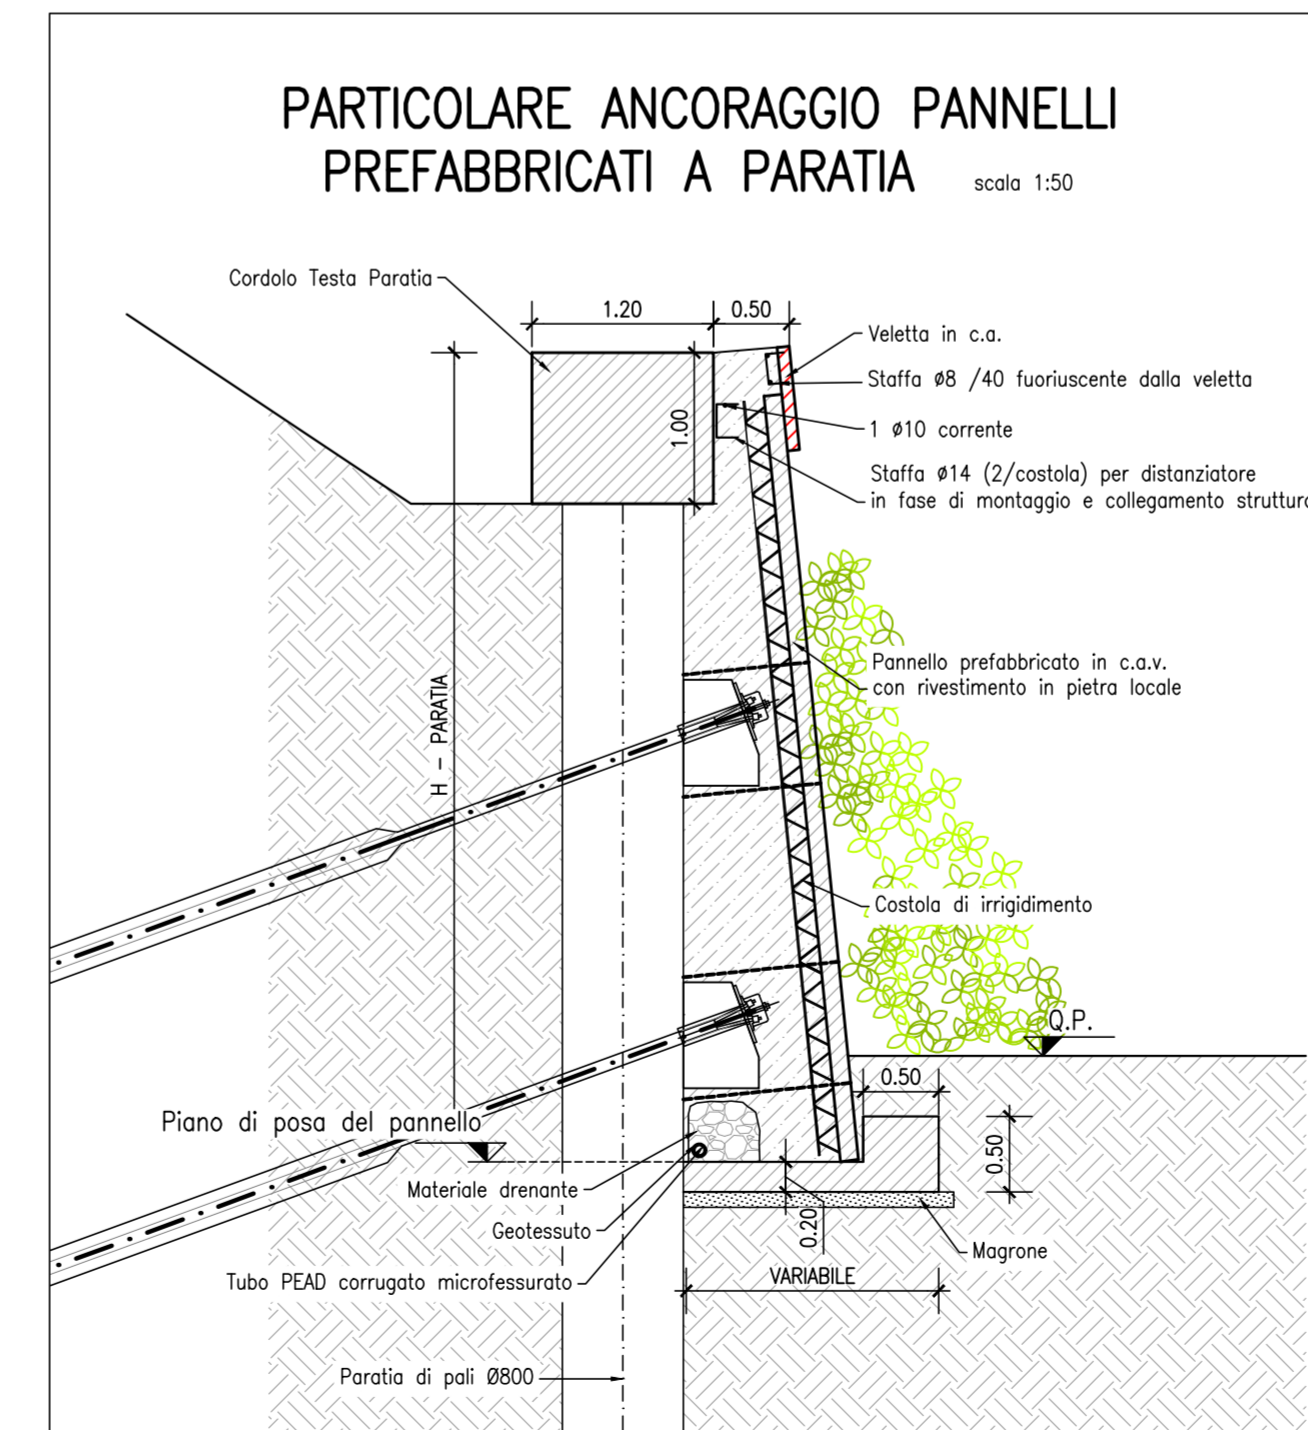 PARTICOLARE ANCORAGGIO PANNELLI
PREFABBRICATI A PARATIA scala 1:50
Cordolo Testa Paratia
1.20
0.50
Veletta in c.a.
Staffa ø8 /40 fuoriuscente dalla veletta
1.00
1 ø10 corrente
Staffa ø14 (2/costola) per distanziatore
in fase di montaggio e collegamento struttura
H - PARATIA
Pannello prefabbricato in c.a.v.
con rivestimento in pietra locale
Costola di irrigidimento
Q.P.
0.50
Piano di posa del pannello
0.50
Materiale drenante
Geotessuto
0.20
Magrone
Tubo PEAD corrugato microfessurato
VARIABILE
Paratia di pali Ø800